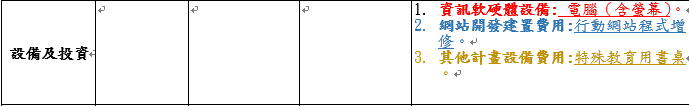 設備及投資
1. 資訊軟硬體設備：電腦（含螢幕）。
2. 網站開發建置費用：行動網站程式增
修。
3. 其他計畫設備費用：特殊教育用書桌
。